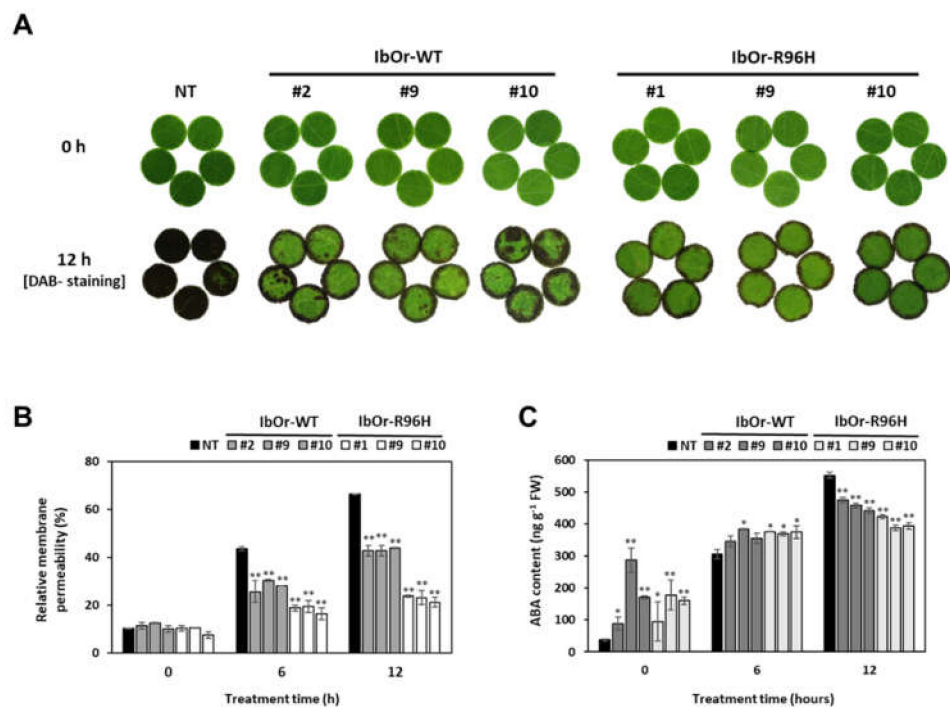 A
IbOr-WT IbOr-R96H
NT #2 #9 #10 #1 #9 #10
0 h
12 h
[DAB- staining]
B
IbOr-WT IbOr-R96H
NT #2 #9 #10 #1 #9 #10
Relative membrane
permeability (%)
80
60
40
20
0
** ** ** ** ** **
** ** ** ** ** **
0 6 12
Treatment time (h)
C
IbOr-WT IbOr-R96H
NT #2 #9 #10 #1 #9 #10
ABA content (ng g⁻¹ FW)
600
500
400
300
200
100
0
* ** ** * ** **
* * * *
** ** ** ** ** **
0 6 12
Treatment time (hours)